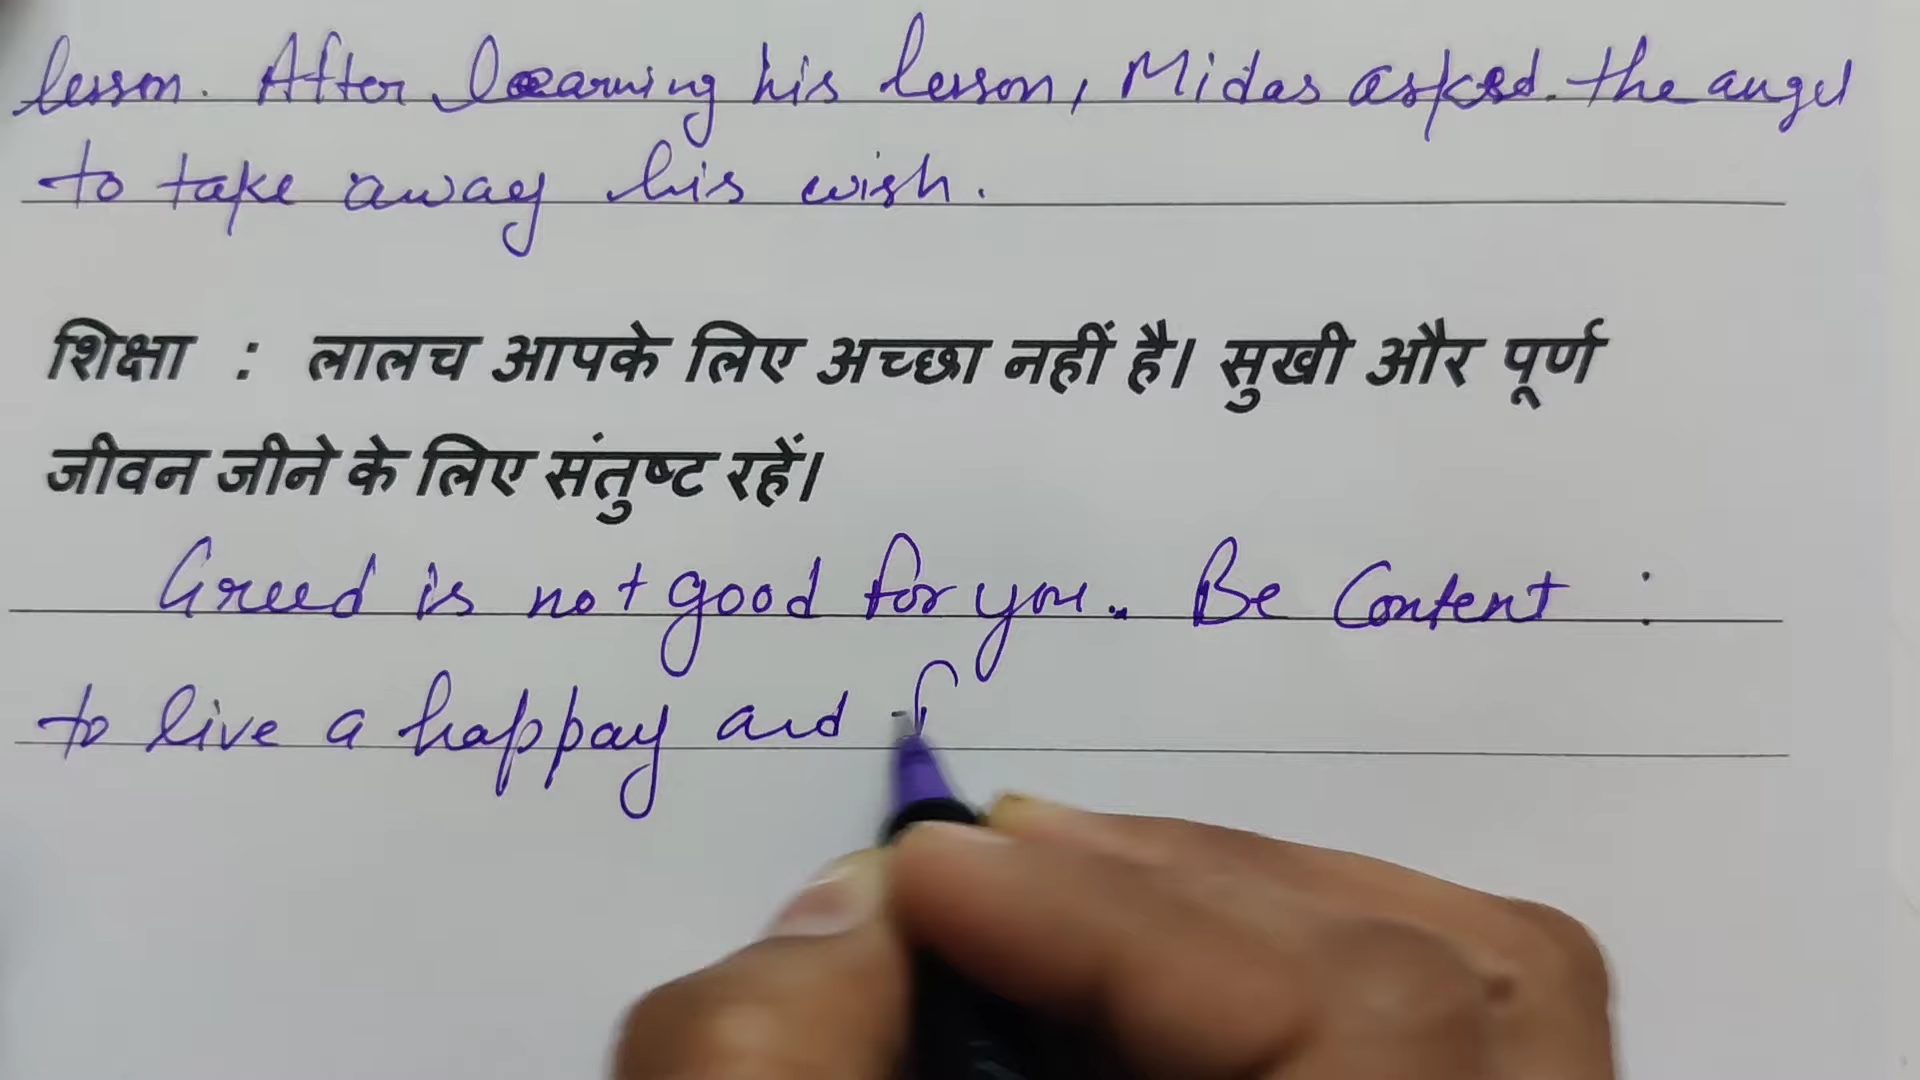 lesson. After learning his lesson, Midas asked the angel
to take away his wish.
शिक्षा : लालच आपके लिए अच्छा नहीं है। सुखी और पूर्ण
जीवन जीने के लिए संतुष्ट रहें।
Greed is not good for you. Be Content :
to live a happay and f